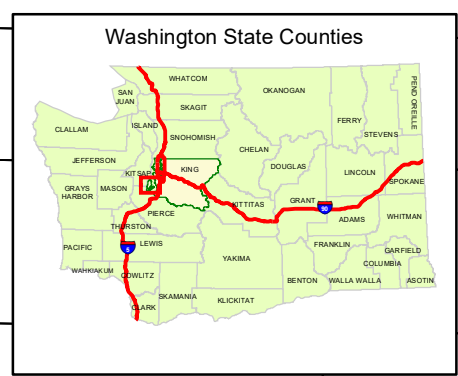 Washington State Counties
WHATCOM
OKANOGAN
PEND OREILLE
SAN
JUAN
SKAGIT
FERRY
STEVENS
ISLAND
CLALLAM
SNOHOMISH
CHELAN
JEFFERSON
DOUGLAS
KITSAP
KING
LINCOLN
SPOKANE
GRAYS
HARBOR
MASON
KITTITAS
GRANT
PIERCE
ADAMS
WHITMAN
THURSTON
PACIFIC
LEWIS
FRANKLIN
GARFIELD
YAKIMA
COLUMBIA
WAHKIAKUM
COWLITZ
BENTON
WALLA WALLA
ASOTIN
SKAMANIA
KLICKITAT
CLARK
5
90